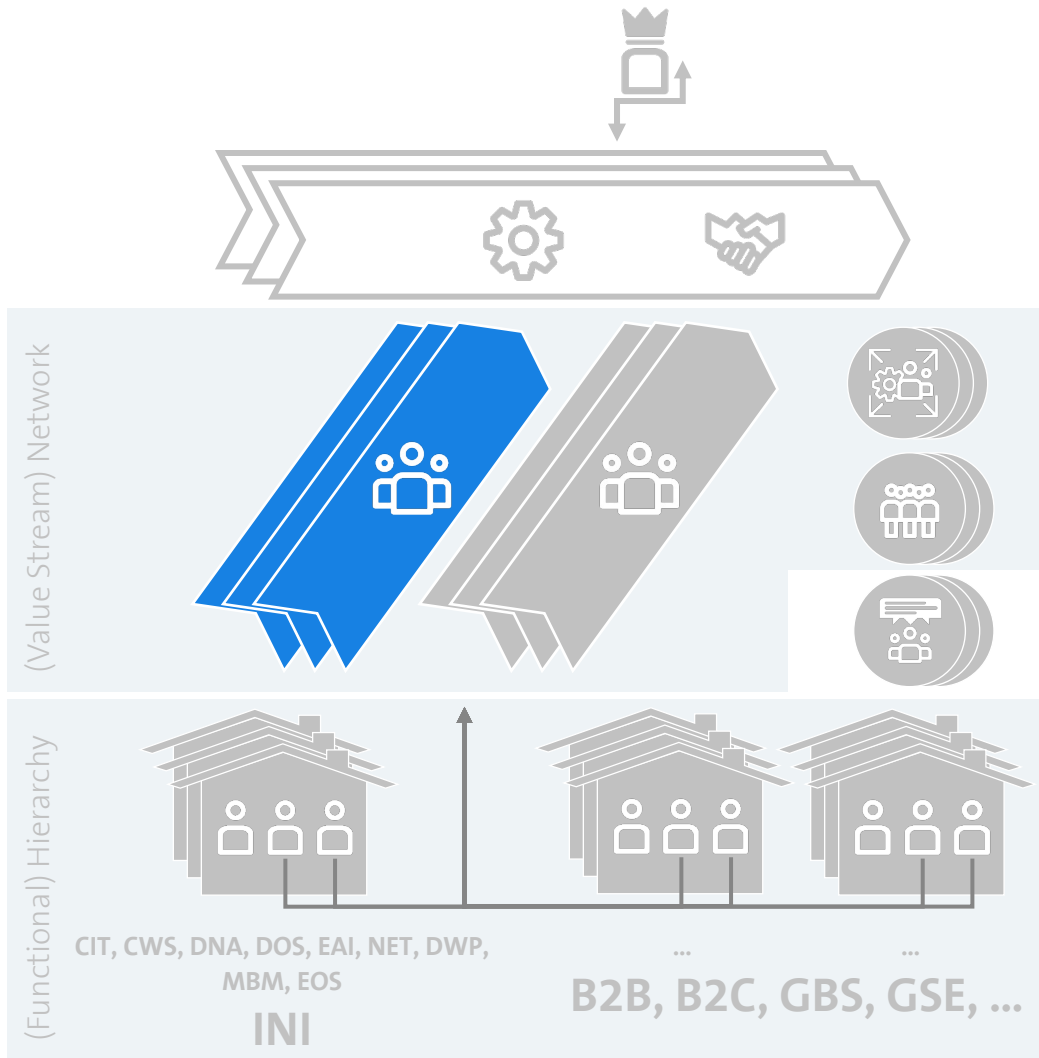 (Value Stream) Network
(Functional) Hierarchy
CIT, CWS, DNA, DOS, EAI, NET, DWP,
MBM, EOS
INI
...
...
B2B, B2C, GBS, GSE, ...